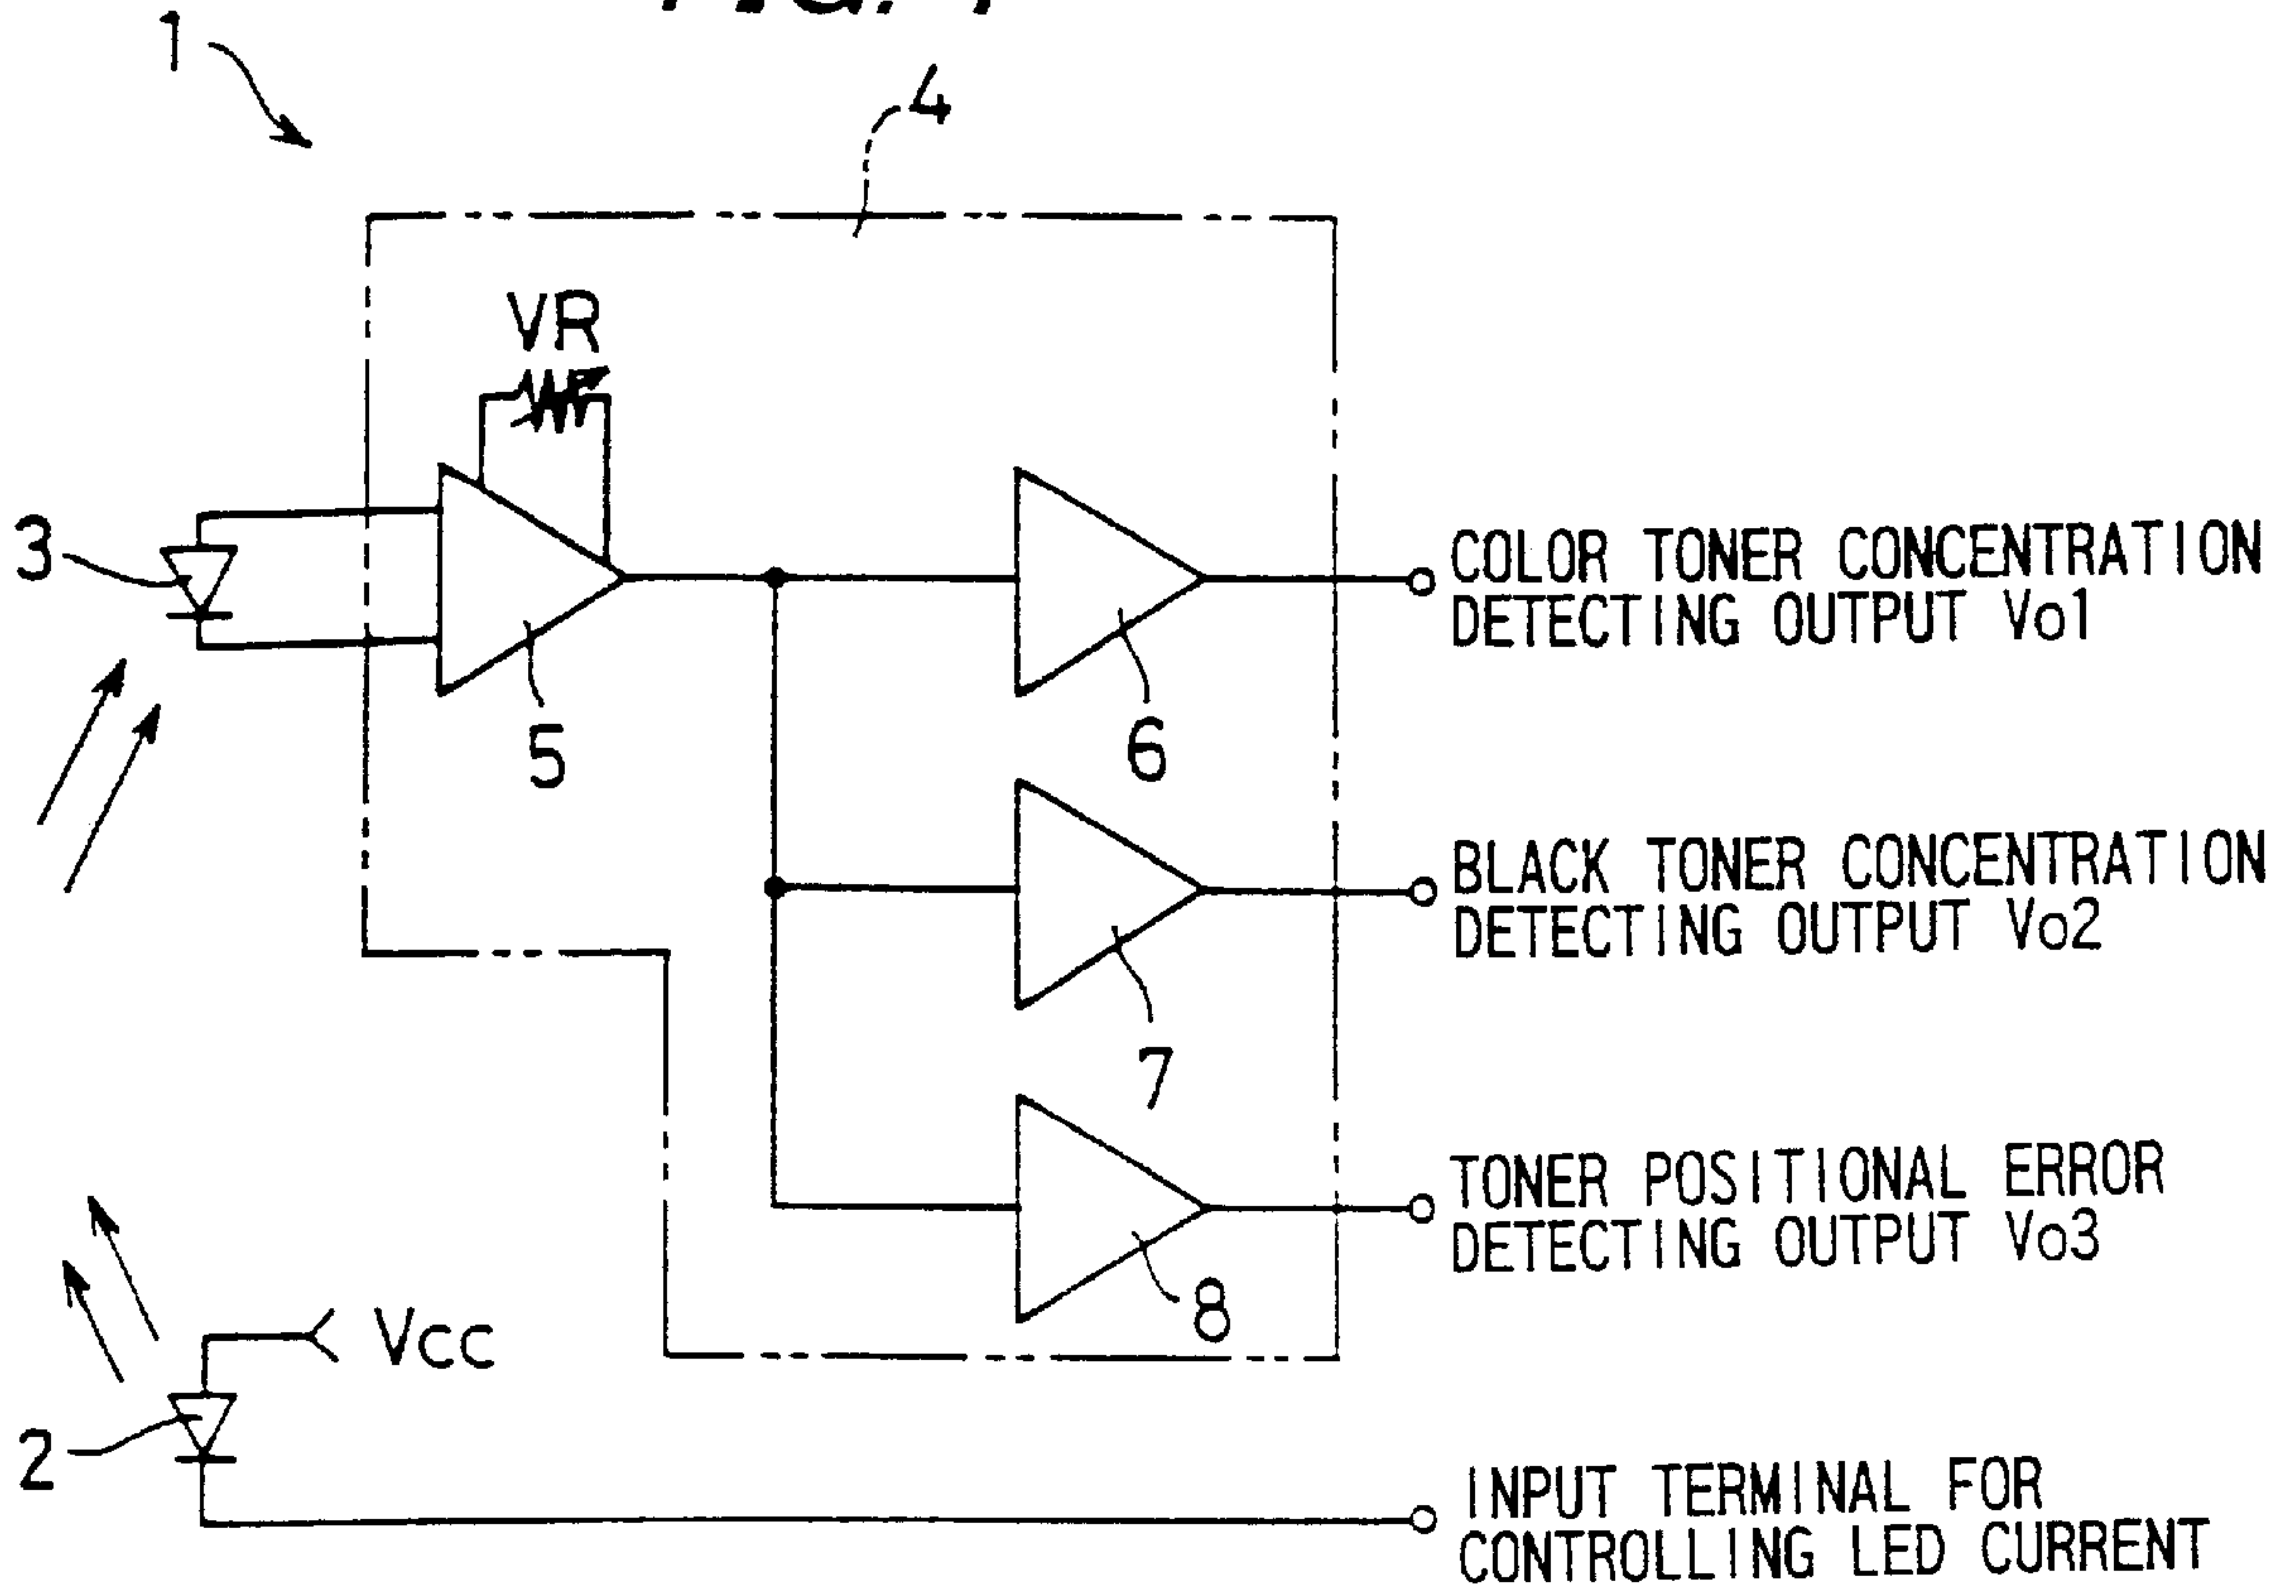 1
4
VR
3
COLOR TONER CONCENTRATION
DETECTING OUTPUT Vo1
5
6
BLACK TONER CONCENTRATION
DETECTING OUTPUT Vo2
7
TONER POSITIONAL ERROR
DETECTING OUTPUT Vo3
8
Vcc
2
INPUT TERMINAL FOR
CONTROLLING LED CURRENT